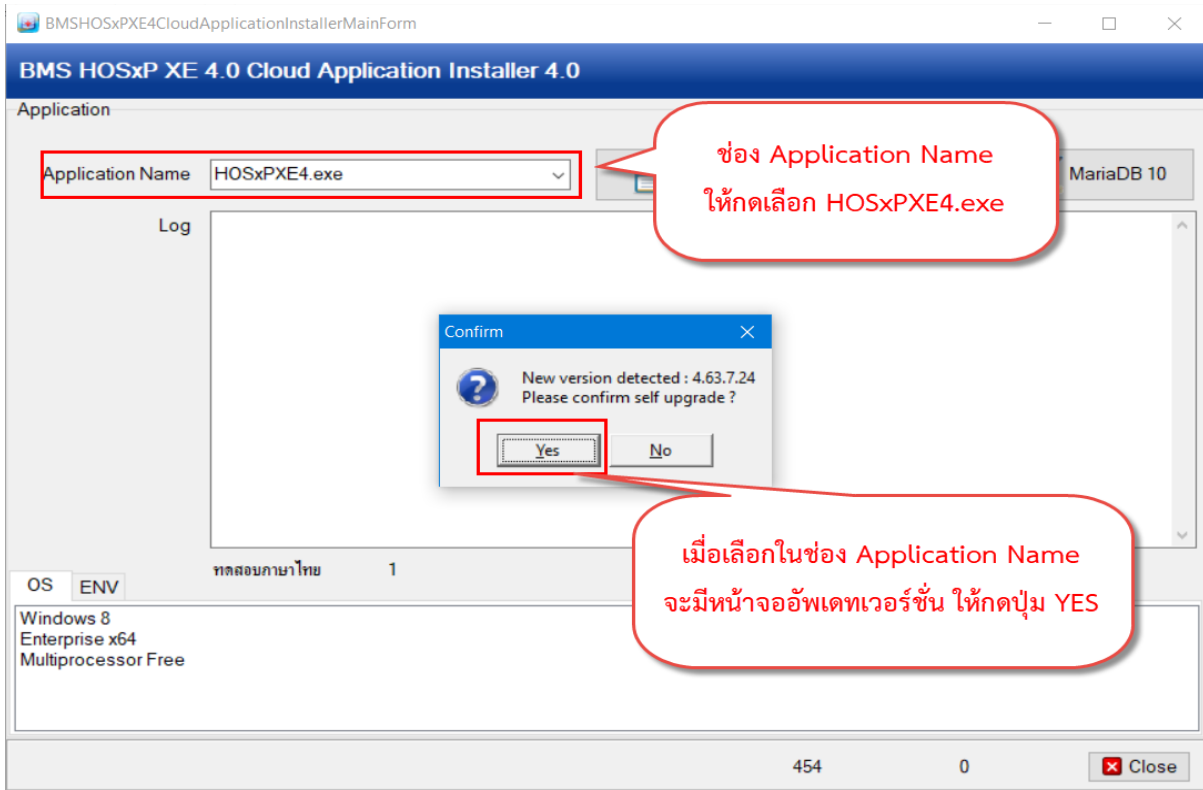 BMSHOSxPXE4CloudApplicationInstallerMainForm
BMS HOSxP XE 4.0 Cloud Application Installer 4.0
Application
Application Name HOSxPXE4.exe
ช่อง Application Name
ให้กดเลือก HOSxPXE4.exe
MariaDB 10
Log
Confirm
New version detected : 4.63.7.24
Please confirm self upgrade ?
Yes No
เมื่อเลือกในช่อง Application Name
จะมีหน้าจออัพเดทเวอร์ชั่น ให้กดปุ่ม YES
ทดสอบภาษาไทย 1
OS ENV
Windows 8
Enterprise x64
Multiprocessor Free
454 0 Close